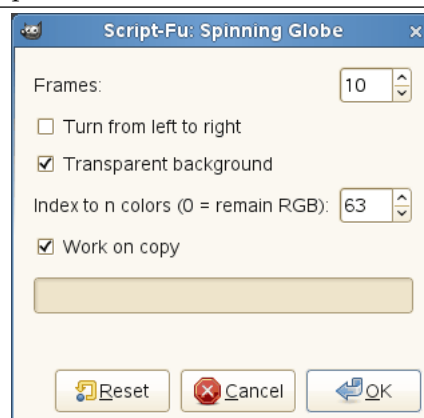 Script-Fu: Spinning Globe
Frames: 10
Turn from left to right
Transparent background
Index to n colors (0 = remain RGB): 63
Work on copy
Reset Cancel OK